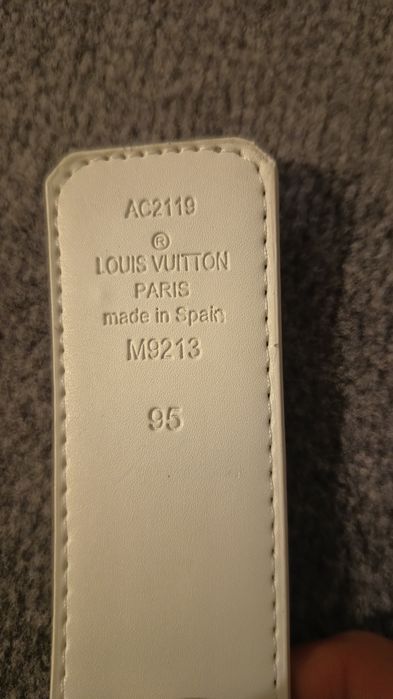 AC2119
®
LOUIS VUITTON
PARIS
made in Spain
M9213
95